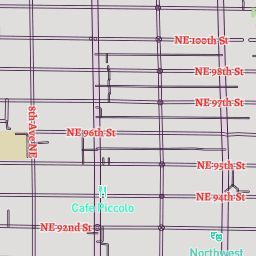 NE 100th St
NE 98th St
NE 97th St
8th Ave NE
NE 96th St
NE 95th St
NE 94th St
Cafe Piccolo
NE 92nd St
Northwest